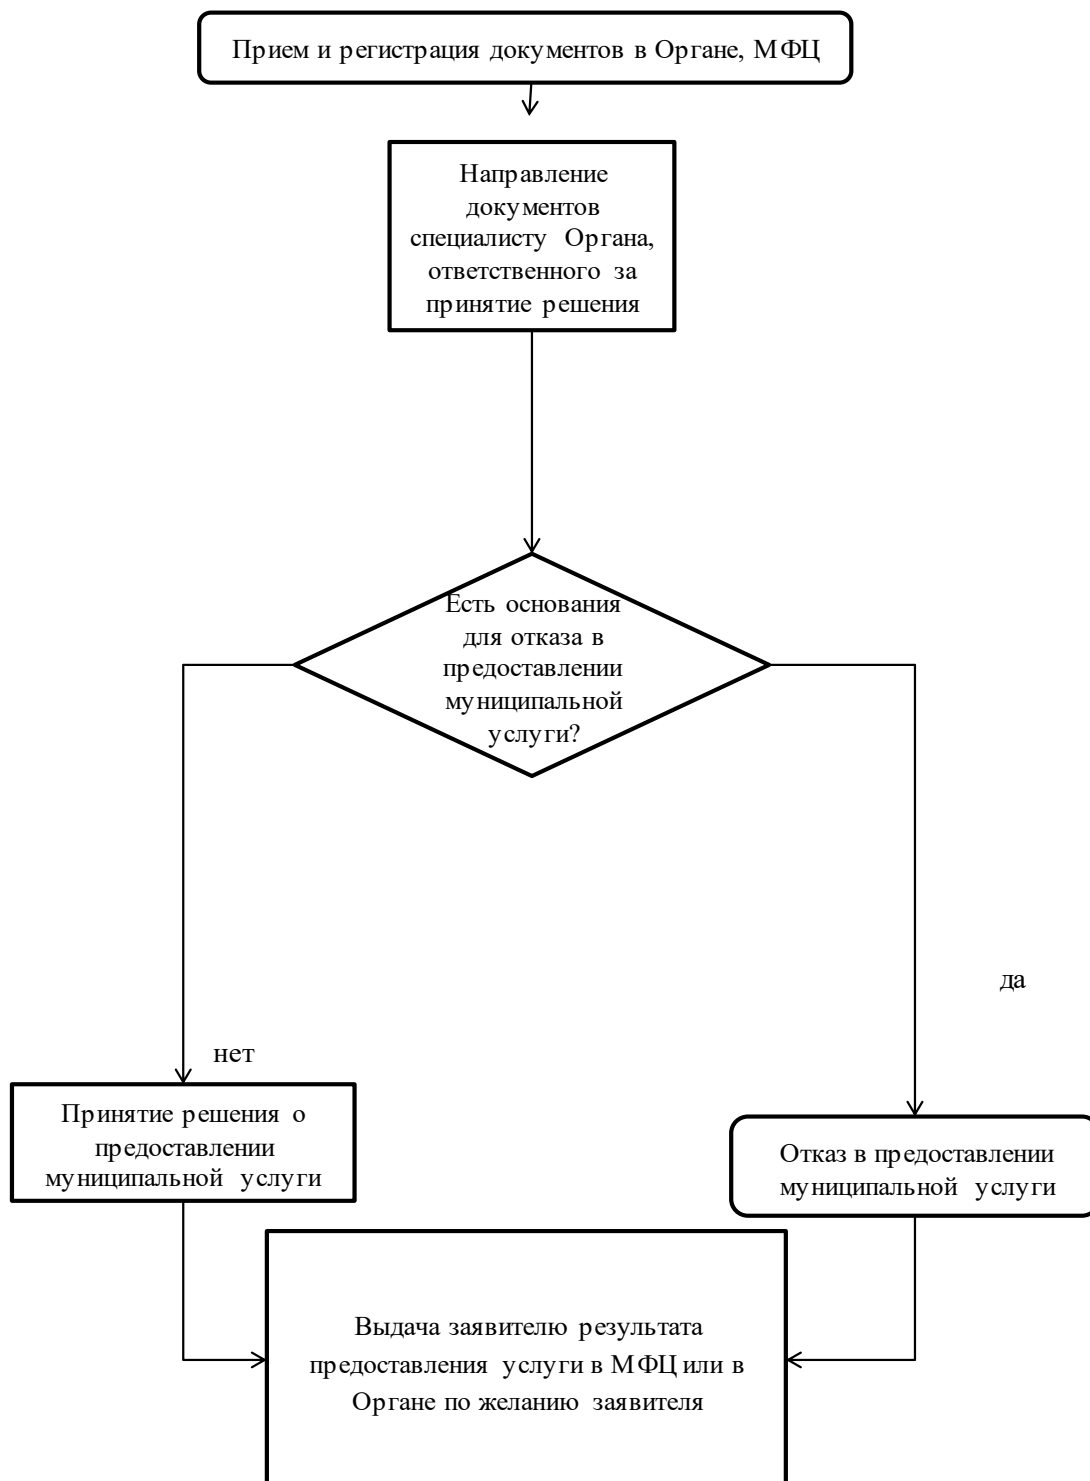 Прием и регистрация документов в Органе, МФЦ
Направление
документов
специалисту Органа,
ответственного за
принятие решения
Есть основания
для отказа в
предоставлении
муниципальной
услуги?
да
нет
Принятие решения о
предоставлении
муниципальной услуги
Отказ в предоставлении
муниципальной услуги
Выдача заявителю результата
предоставления услуги в МФЦ или в
Органе по желанию заявителя